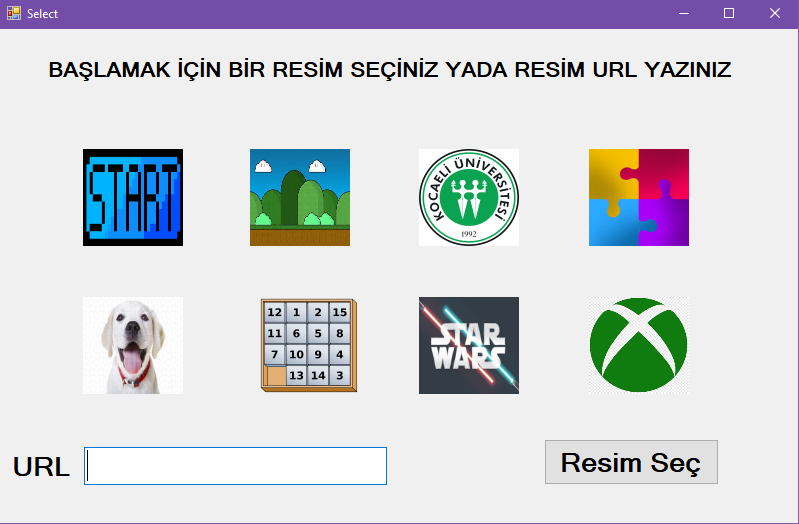 Select
BAŞLAMAK İÇİN BİR RESİM SEÇİNİZ YADA RESİM URL YAZINIZ
START
KOCAELİ ÜNİVERSİTESİ
1992
12 1 2 15
11 6 5 8
7 10 9 4
13 14 3
STAR
WARS
URL
Resim Seç